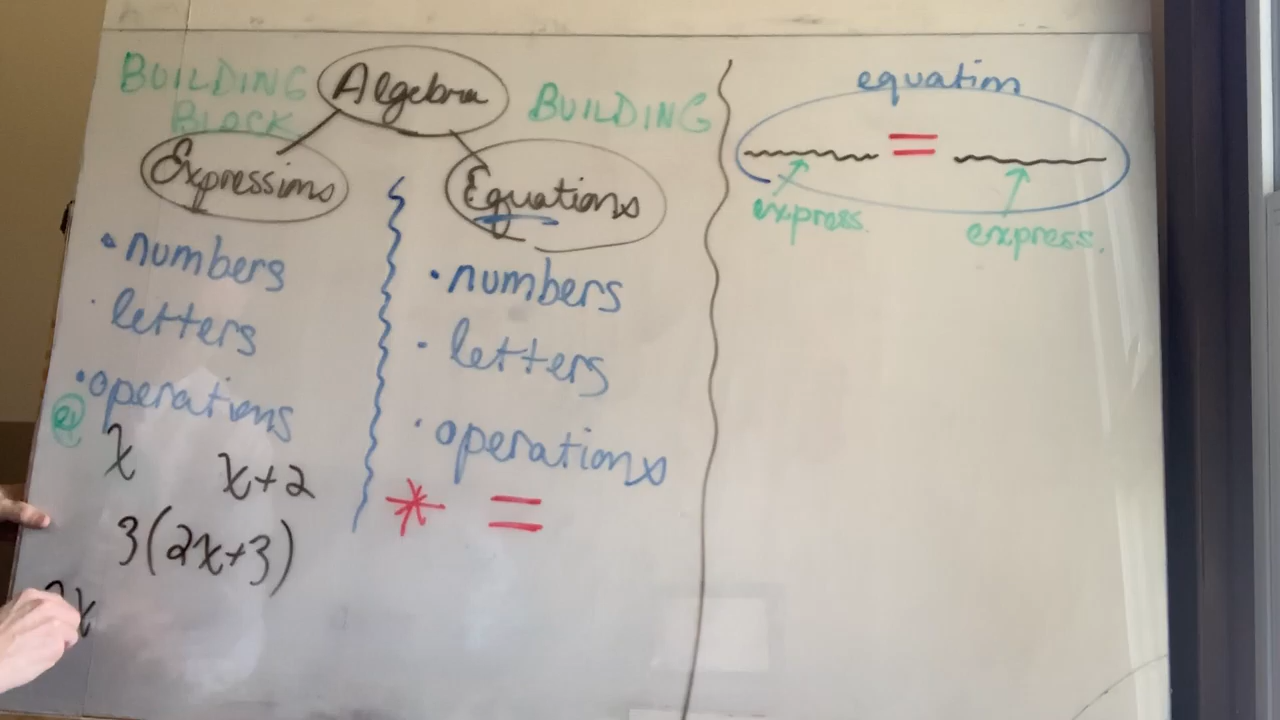 Algebra
BUILDING
BLOCK
Expressions
• numbers
• letters
• operations
x
x+2
3(2x+3)
BUILDING
Equations
• numbers
• letters
• operations
* =
equation
=
express.
express.